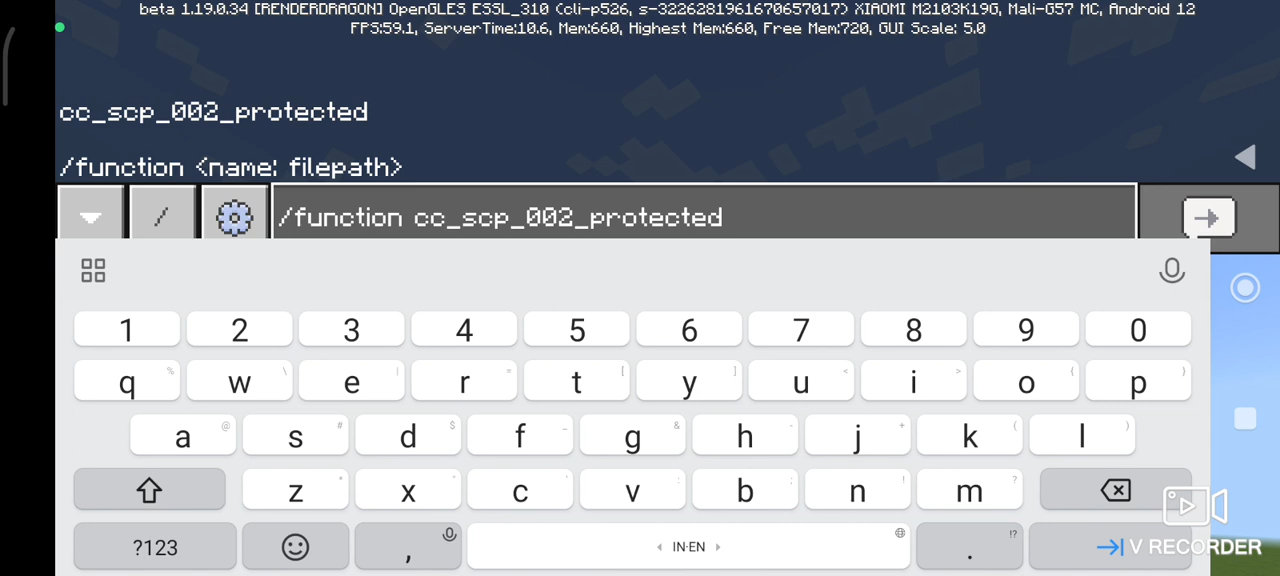 beta 1.19.0.34 [RENDERDRAGON] OpenGLES ESSL_310 (cli-p526, s-3226281961670657017) XIAOMI M2103K19G, Mali-G57 MC, Android 12
FPS:59.1, ServerTime:10.6, Mem:660, Highest Mem:660, Free Mem:720, GUI Scale: 5.0
cc_scp_002_protected
/function <name: filepath>
/ /function cc_scp_002_protected
1 2 3 4 5 6 7 8 9 0
q % w \ e | r = t [ y ] u < i > o { p }
a @ s # d $ f _ g & h - j + k ( l )
z * x " c ' v : b ; n ! m ?
?123 , IN·EN . !?
V RECORDER